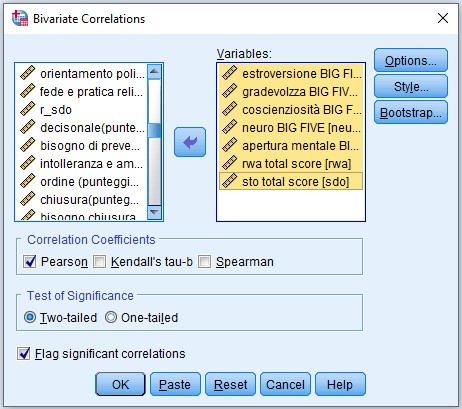 Bivariate Correlations
Variables:
orientamento poli...
fede e pratica reli...
r_sdo
decisonale(punte...
bisogno di preve...
intolleranza e am...
ordine (punteggi...
chiusura(punteg...
bisogno chiusura
estroversione BIG FI...
gradevolzza BIG FIV...
coscienziosità BIG F...
neuro BIG FIVE [neu...
apertura mentale BI...
rwa total score [rwa]
sto total score [sdo]
Options...
Style...
Bootstrap...
Correlation Coefficients
Pearson Kendall's tau-b Spearman
Test of Significance
Two-tailed One-tailed
Flag significant correlations
OK Paste Reset Cancel Help